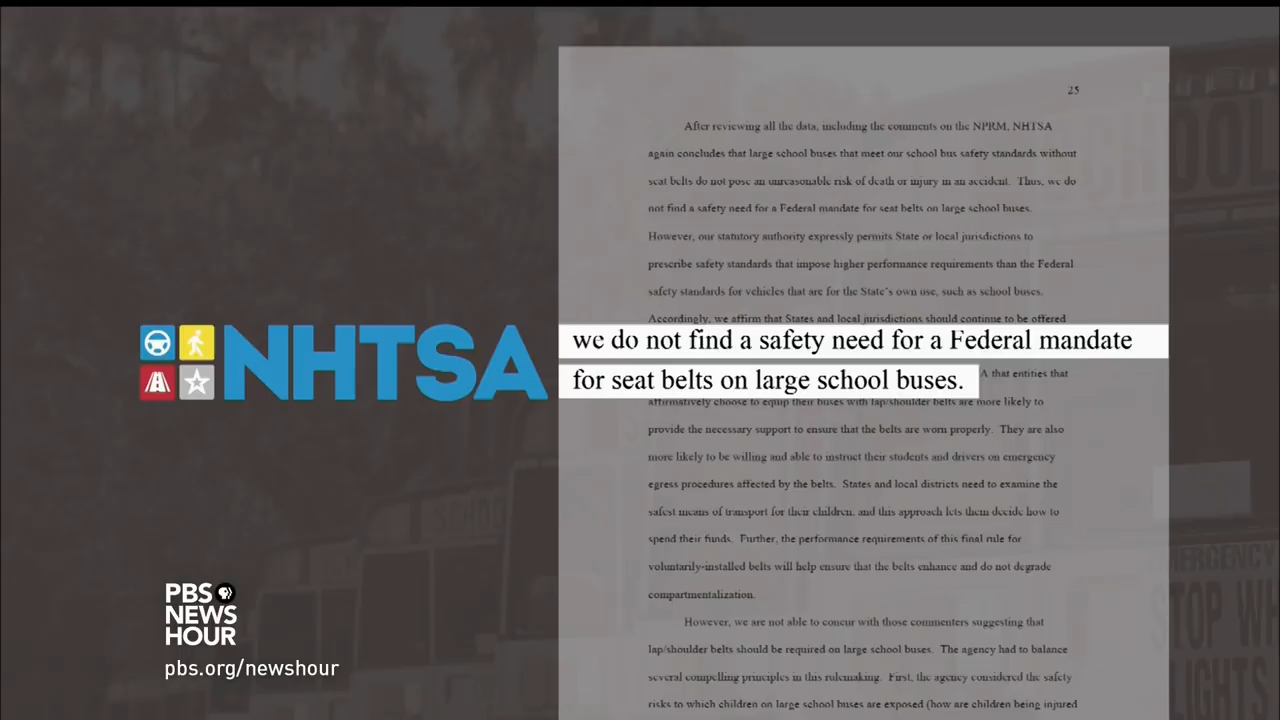 25
After reviewing all the data, including the comments on the NPRM, NHTSA
again concludes that large school buses that meet our school bus safety standards without
seat belts do not pose an unreasonable risk of death or injury in an accident. Thus, we do
not find a safety need for a Federal mandate for seat belts on large school buses.
However, our statutory authority expressly permits State or local jurisdictions to
prescribe safety standards that impose higher performance requirements than the Federal
safety standards for vehicles that are for the State's own use, such as school buses.
Accordingly, we affirm that States and local jurisdictions should continue to be offered
NHTSA
we do not find a safety need for a Federal mandate
for seat belts on large school buses.
A that entities that
affirmatively choose to equip their buses with lap/shoulder belts are more likely to
provide the necessary support to ensure that the belts are worn properly. They are also
more likely to be willing and able to instruct their students and drivers on emergency
egress procedures affected by the belts. States and local districts need to examine the
safest means of transport for their children, and this approach lets them decide how to
spend their funds. Further, the performance requirements of this final rule for
voluntarily-installed belts will help ensure that the belts enhance and do not degrade
compartmentalization.
However, we are not able to concur with those commenters suggesting that
lap/shoulder belts should be required on large school buses. The agency had to balance
several compelling principles in this rulemaking. First, the agency considered the safety
risks to which children on large school buses are exposed (how are children being injured
PBS
NEWS
HOUR
pbs.org/newshour
SCHOOL
EMERGENCY
STOP WH
LIGHTS